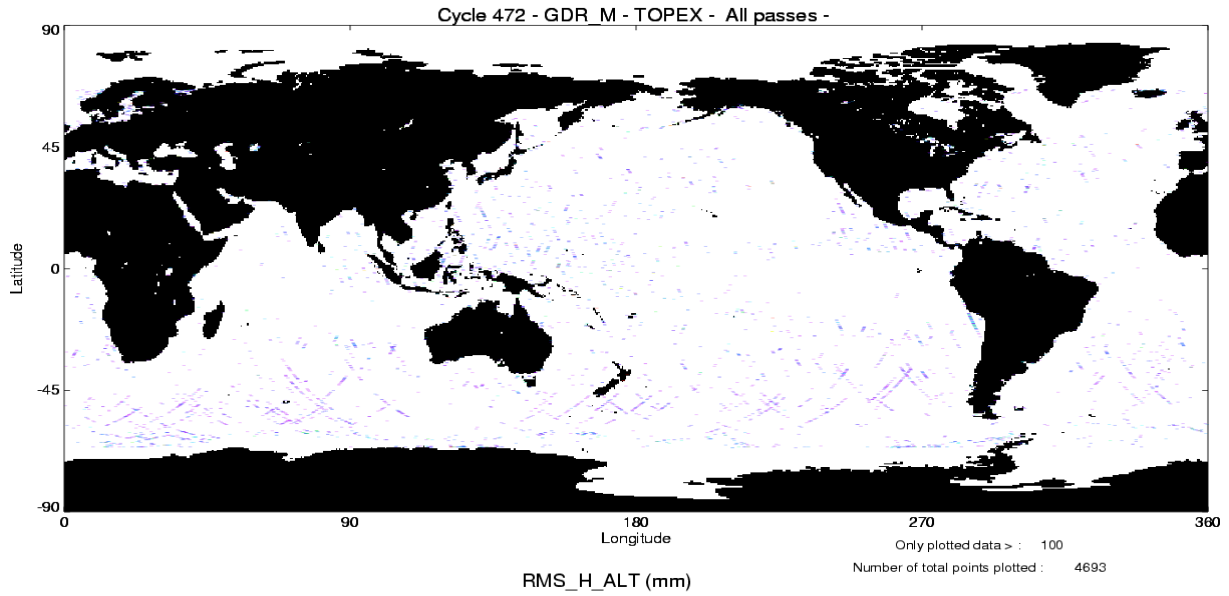 Cycle 472 - GDR_M - TOPEX - All passes -
90
45
0
-45
-90
Latitude
0 90 180 270 360
Longitude
Only plotted data > : 100
Number of total points plotted : 4693
RMS_H_ALT (mm)